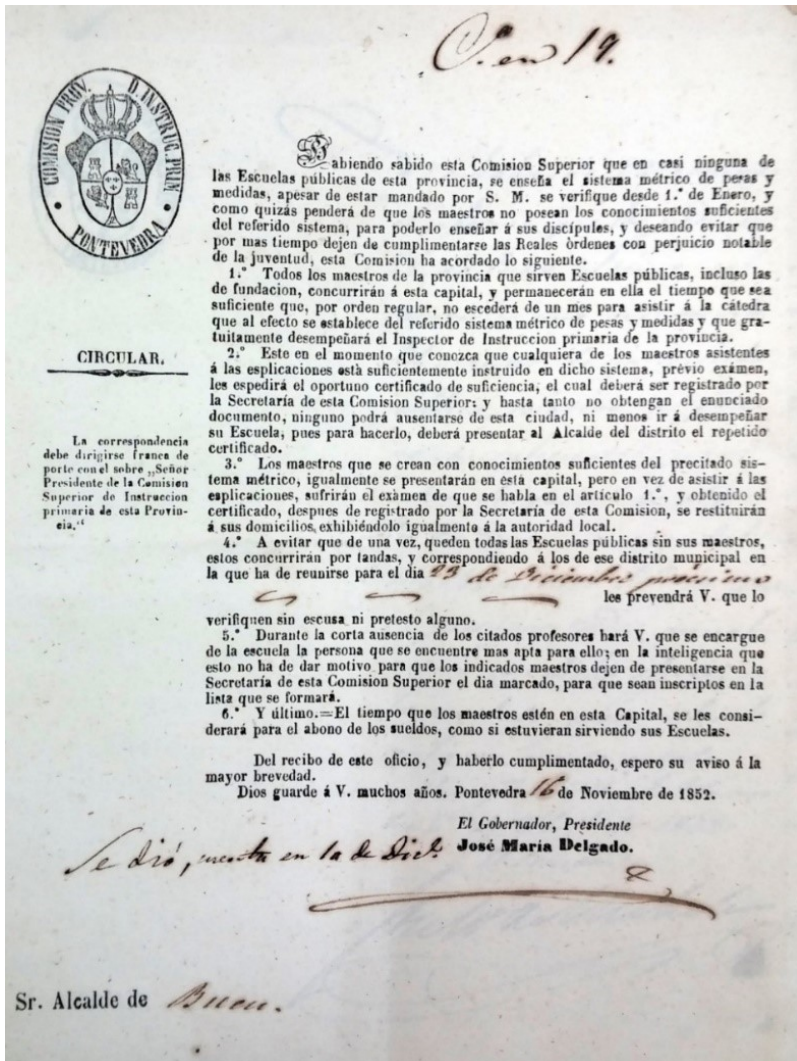 C. en 19.
COMISION PROV. D. INSTRUC. PRIM.
PONTEVEDRA
CIRCULAR.
La correspondencia
debe dirigirse franca de
porte con el sobre „Señor
Presidente de la Comision
Superior de Instruccion
primaria de esta Provin-
cia.“
Habiendo sabido esta Comision Superior que en casi ninguna de
las Escuelas públicas de esta provincia, se enseña el sistema métrico de pesas y
medidas, apesar de estar mandado por S. M. se verifique desde 1.º de Enero, y
como quizás penderá de que los maestros no posean los conocimientos suficientes
del referido sistema, para poderlo enseñar á sus discípules, y deseando evitar que
por mas tiempo dejen de cumplimentarse las Reales órdenes con perjuicio notable
de la juventud, esta Comision ha acordado lo siguiente.
1.º Todos los maestros de la provincia que sirven Escuelas públicas, incluso las
de fundacion, concurrirán á esta capital, y permanecerán en ella el tiempo que sea
suficiente que, por orden regular, no escederá de un mes para asistir á la cátedra
que al efecto se establece del referido sistema métrico de pesas y medidas y que gra-
tuitamente desempeñará el Inspector de Instruccion primaria de la provincia.
2.º Este en el momento que conozca que cualquiera de los maestros asistentes
á las esplicaciones está suficientemente instruido en dicho sistema, prévio exámen,
les espedirá el oportuno certificado de suficiencia, el cual deberá ser registrado por
la Secretaría de esta Comision Superior; y hasta tanto no obtengan el enunciado
documento, ninguno podrá ausentarse de esta ciudad, ni menos ir á desempeñar
su Escuela, pues para hacerlo, deberá presentar al Alcalde del distrito el repetido
certificado.
3.º Los maestros que se crean con conocimientos suficientes del precitado sis-
tema métrico, igualmente se presentarán en esta capital, pero en vez de asistir á las
esplicaciones, sufrirán el exàmen de que se habla en el artículo 1.º, y obtenido el
certificado, despues de registrado por la Secretaría de esta Comision, se restituirán
á sus domicilios, exhibiéndolo igualmente á la autoridad local.
4.º A evitar que de una vez, queden todas las Escuelas públicas sin sus maestros,
estos concurrirán por tandas, y correspondiendo á los de ese distrito municipal en
la que ha de reunirse para el dia 23 de Diciembre próximo
les prevendrá V. que lo
verifiquen sin escusa ni pretesto alguno.
5.º Durante la corta ausencia de los citados profesores hará V. que se encargue
de la escuela la persona que se encuentre mas apta para ello; en la inteligencia que
esto no ha de dar motivo para que los indicados maestros dejen de presentarse en la
Secretaría de esta Comision Superior el dia marcado, para que sean inscriptos en la
lista que se formará.
6.º Y último.=El tiempo que los maestros estén en esta Capital, se les consi-
derará para el abono de los sueldos, como si estuvieran sirviendo sus Escuelas.
Del recibo de este oficio, y haberlo cumplimentado, espero su aviso á la
mayor brevedad.
Dios guarde á V. muchos años. Pontevedra 16 de Noviembre de 1852.
El Gobernador, Presidente
José María Delgado.
Se dió cuenta en 1º de Dicᵉ.
Sr. Alcalde de Bueu.